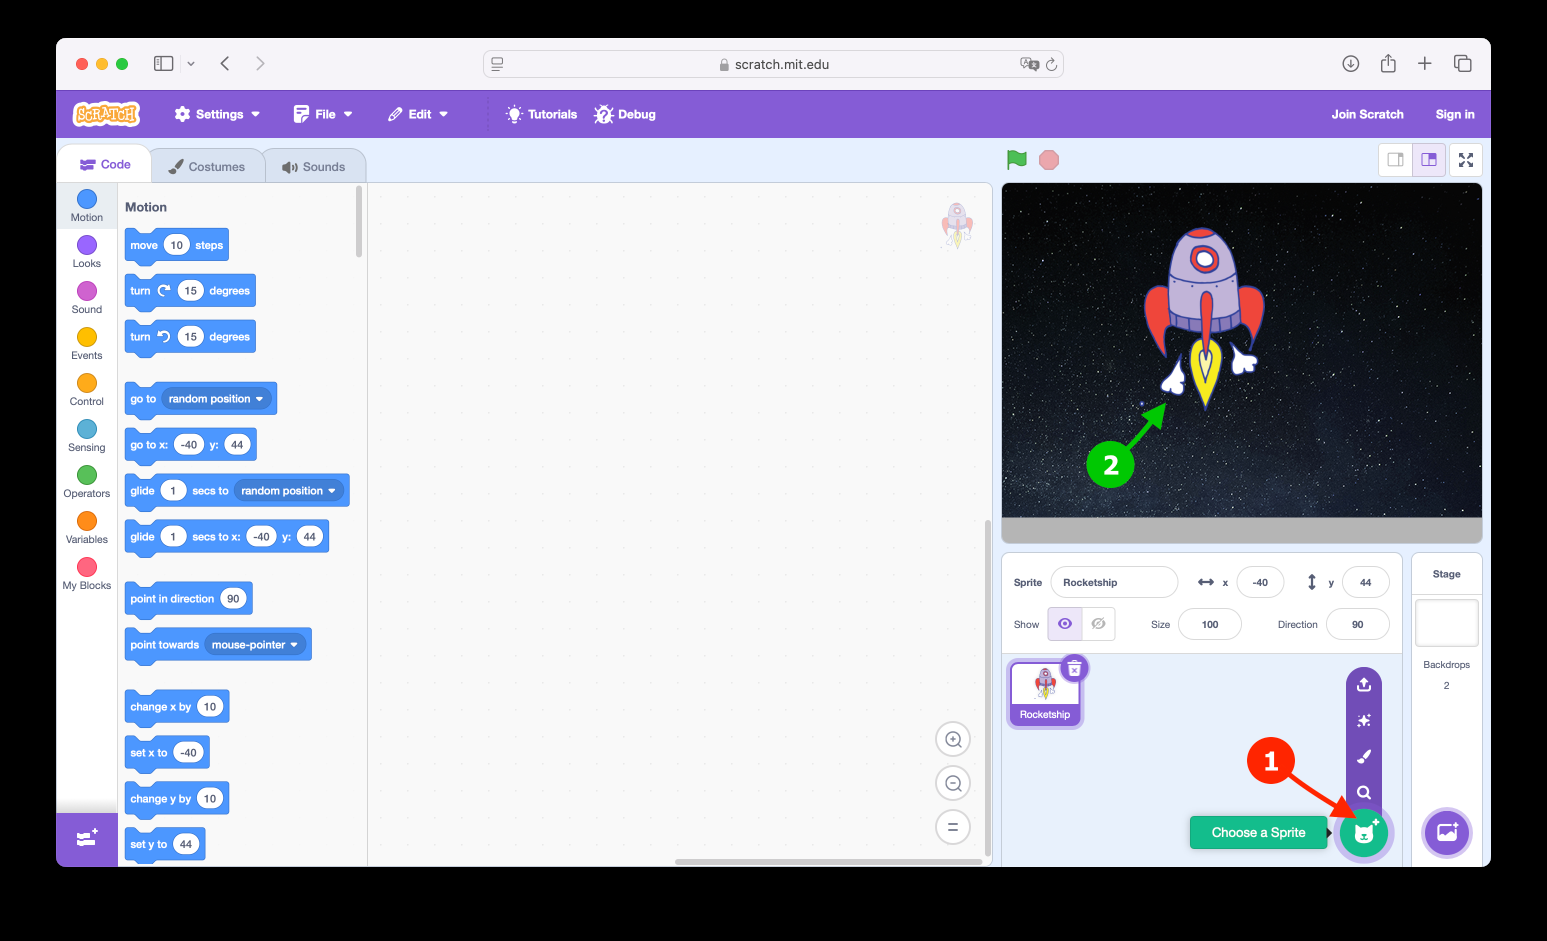 scratch.mit.edu
SCRATCH
Settings
File
Edit
Tutorials
Debug
Join Scratch
Sign in
Code
Costumes
Sounds
Motion
Looks
Sound
Events
Control
Sensing
Operators
Variables
My Blocks
Motion
move 10 steps
turn 15 degrees
turn 15 degrees
go to random position
go to x: -40 y: 44
glide 1 secs to random position
glide 1 secs to x: -40 y: 44
point in direction 90
point towards mouse-pointer
change x by 10
set x to -40
change y by 10
set y to 44
2
Sprite Rocketship x -40 y 44
Show Size 100 Direction 90
Rocketship
1
Choose a Sprite
Stage
Backdrops
2